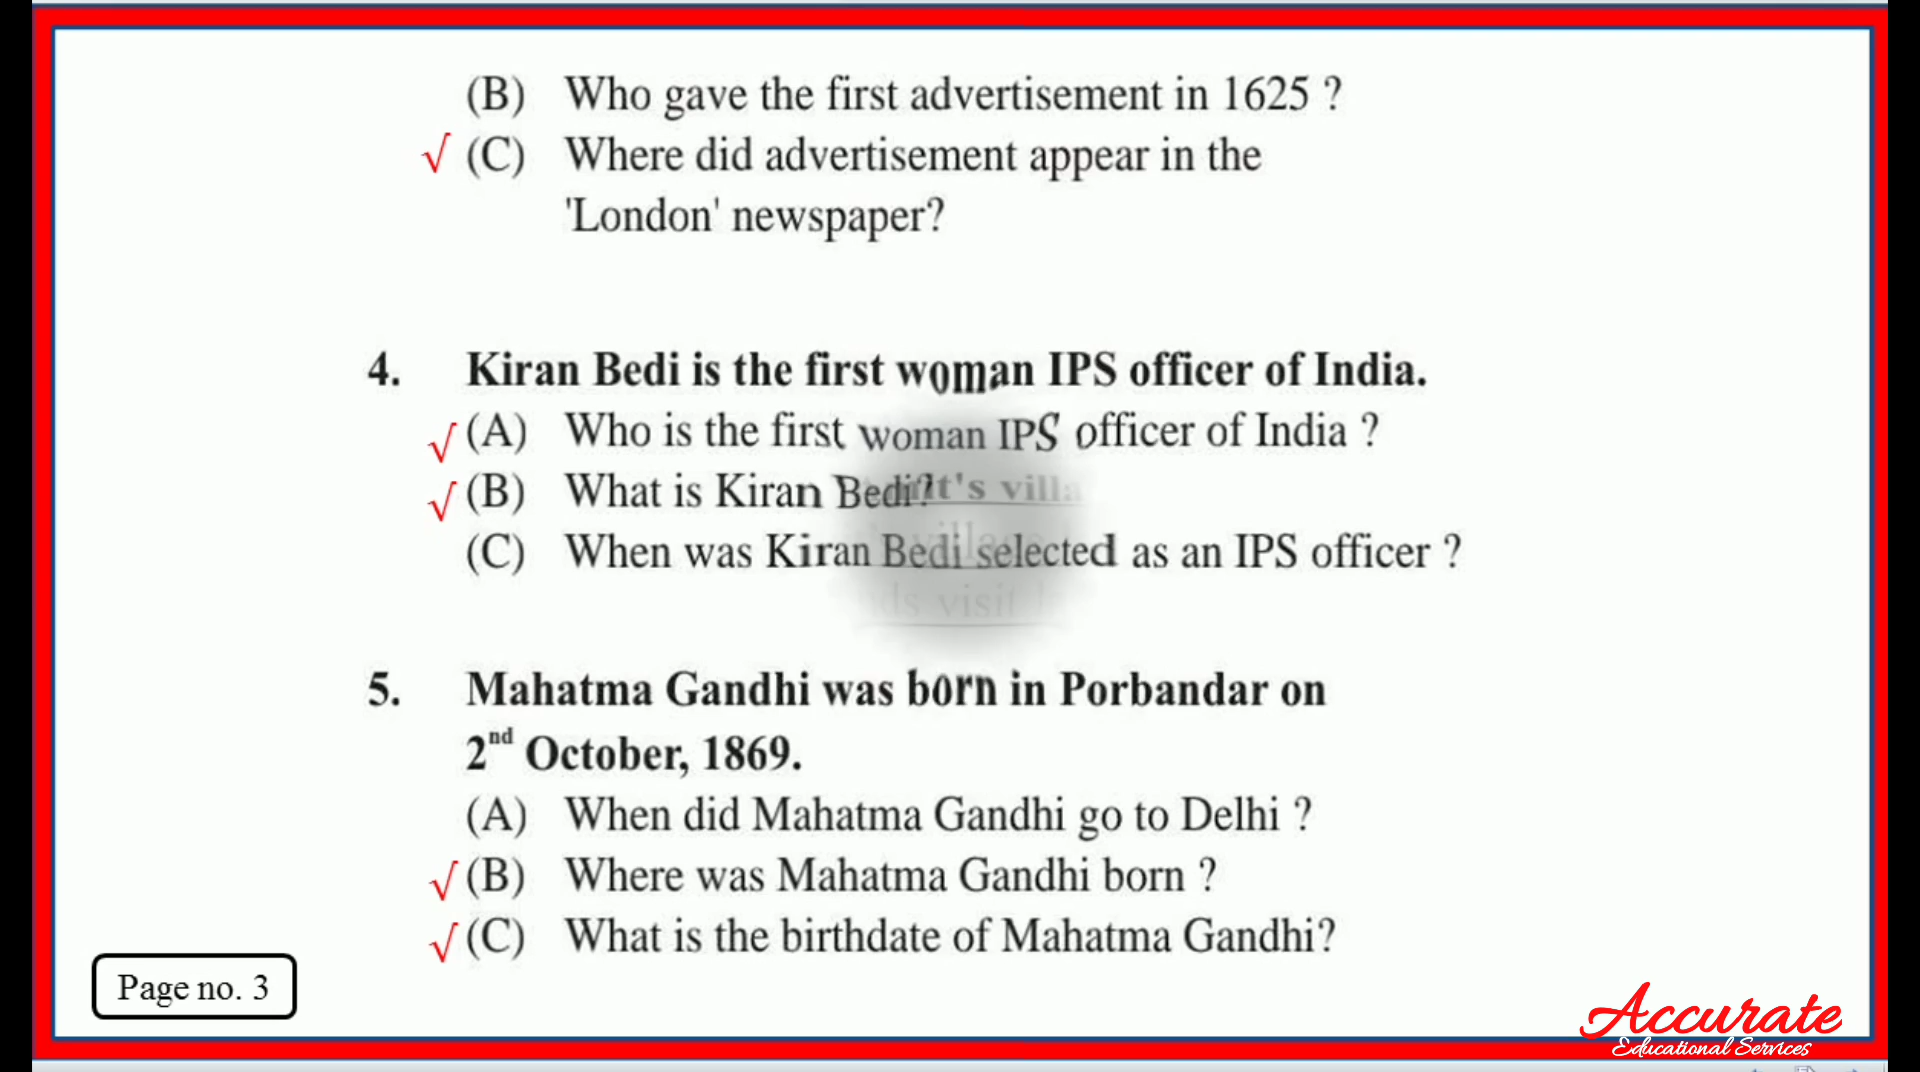 (B) Who gave the first advertisement in 1625 ?
√ (C) Where did advertisement appear in the
'London' newspaper?
4. Kiran Bedi is the first woman IPS officer of India.
√ (A) Who is the first woman IPS officer of India ?
√ (B) What is Kiran Bedi?
(C) When was Kiran Bedi selected as an IPS officer ?
5. Mahatma Gandhi was born in Porbandar on
2nd October, 1869.
(A) When did Mahatma Gandhi go to Delhi ?
√ (B) Where was Mahatma Gandhi born ?
√ (C) What is the birthdate of Mahatma Gandhi?
Page no. 3
Accurate
Educational Services